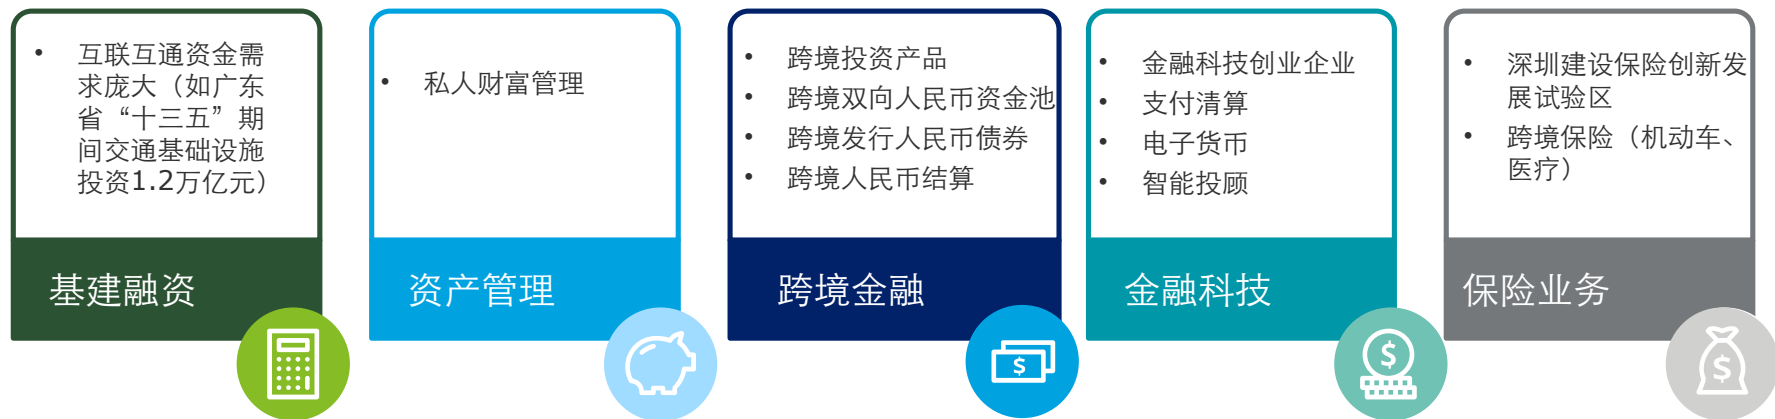 • 互联互通资金需
求庞大（如广东
省“十三五”期
间交通基础设施
投资1.2万亿元）
基建融资
• 私人财富管理
资产管理
• 跨境投资产品
• 跨境双向人民币资金池
• 跨境发行人民币债券
• 跨境人民币结算
跨境金融
• 金融科技创业企业
• 支付清算
• 电子货币
• 智能投顾
金融科技
• 深圳建设保险创新发
展试验区
• 跨境保险（机动车、
医疗）
保险业务
$
$
$